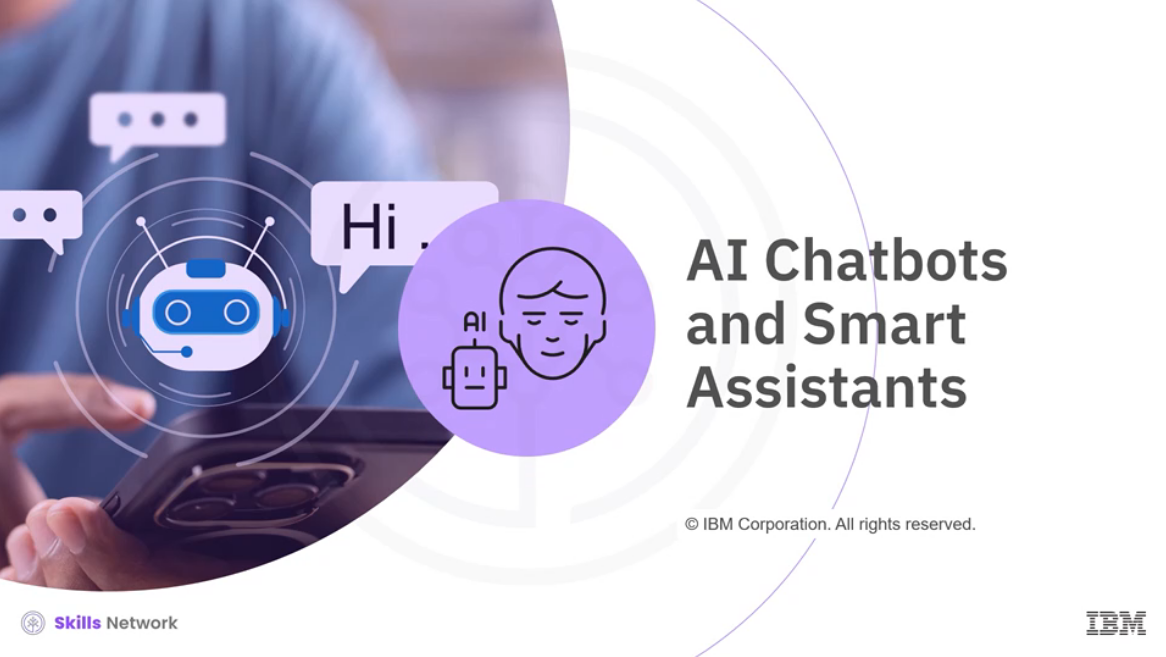 Hi .
AI
AI Chatbots
and Smart
Assistants
© IBM Corporation. All rights reserved.
Skills Network
IBM